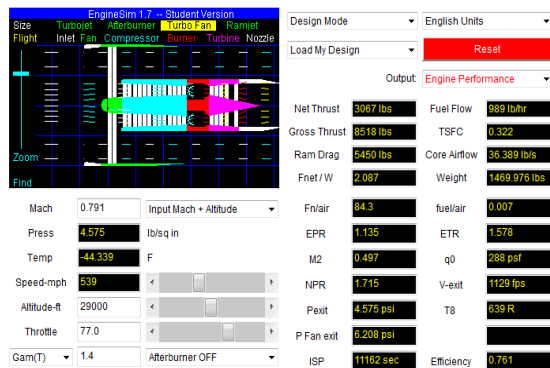 EngineSim 1.7 -- Student Version
Size Turbojet Afterburner Turbo Fan Ramjet
Flight Inlet Fan Compressor Burner Turbine Nozzle
Zoom
Find
Design Mode English Units
Load My Design Reset
Output: Engine Performance
Net Thrust 3067 lbs Fuel Flow 989 lb/hr
Gross Thrust 8518 lbs TSFC 0.322
Ram Drag 5450 lbs Core Airflow 36.389 lb/s
Fnet / W 2.087 Weight 1469.976 lbs
Mach 0.791 Input Mach + Altitude Fn/air 84.3 fuel/air 0.007
Press 4.575 lb/sq in EPR 1.135 ETR 1.578
Temp -44.339 F M2 0.497 q0 288 psf
Speed-mph 539 NPR 1.715 V-exit 1129 fps
Altitude-ft 29000 Pexit 4.575 psi T8 639 R
Throttle 77.0 P Fan exit 6.208 psi
Gam(T) 1.4 Afterburner OFF ISP 11162 sec Efficiency 0.761